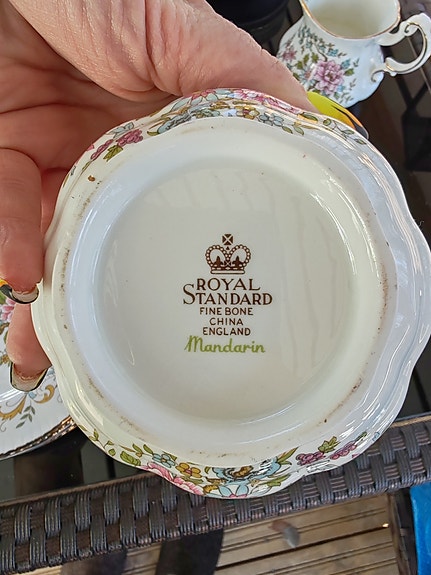 ROYAL
STANDARD
FINE BONE
CHINA
ENGLAND
Mandarin